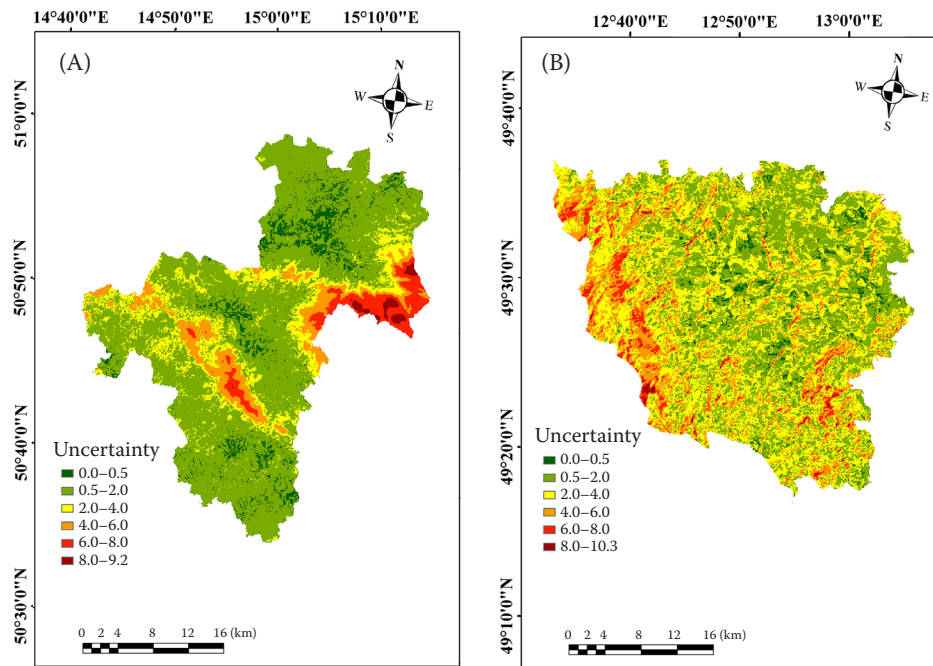 14°40'0"E 14°50'0"E 15°0'0"E 15°10'0"E
(A)
N
W E
S
51°0'0"N
50°50'0"N
50°40'0"N
50°30'0"N
Uncertainty
0.0–0.5
0.5–2.0
2.0–4.0
4.0–6.0
6.0–8.0
8.0–9.2
0 2 4 8 12 16 (km)
12°40'0"E 12°50'0"E 13°0'0"E
(B)
N
W E
S
49°40'0"N
49°30'0"N
49°20'0"N
49°10'0"N
Uncertainty
0.0–0.5
0.5–2.0
2.0–4.0
4.0–6.0
6.0–8.0
8.0–10.3
0 2 4 8 12 16 (km)